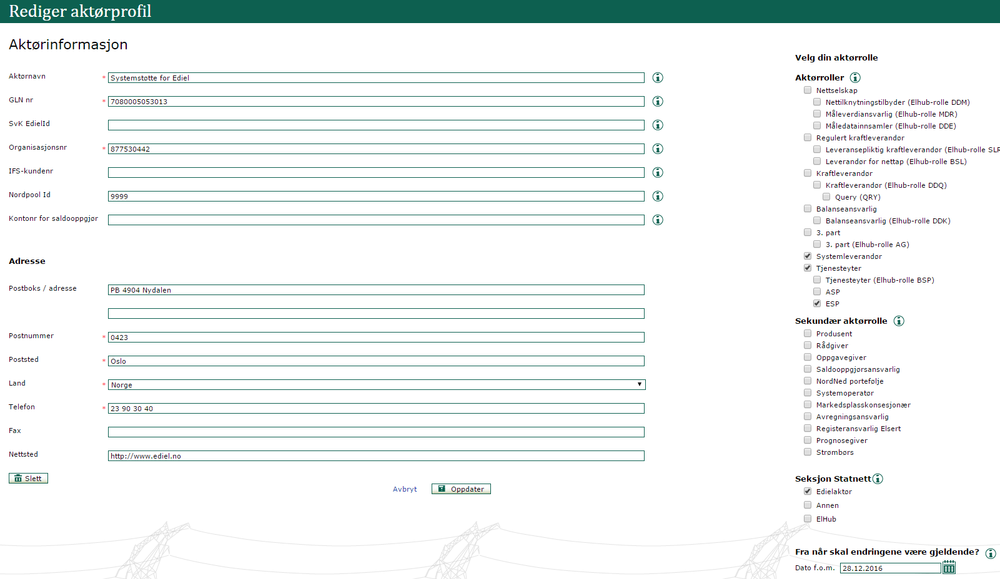 Rediger aktørprofil
Aktørinformasjon
Aktørnavn * Systemstøtte for Ediel
GLN nr * 7080005053013
SvK EdielId
Organisasjonsnr * 877530442
IFS-kundenr
Nordpool Id 9999
Kontonr for saldooppgjør
Adresse
Postboks / adresse PB 4904 Nydalen
Postnummer * 0423
Poststed * Oslo
Land * Norge
Telefon * 23 90 30 40
Fax
Nettsted http://www.ediel.no
Slett
Avbryt Oppdater
Velg din aktørrolle
Aktørroller
Nettselskap
Nettilknytningstilbyder (Elhub-rolle DDM)
Måleverdiansvarlig (Elhub-rolle MDR)
Måledatainnsamler (Elhub-rolle DDE)
Regulert kraftleverandør
Leveransepliktig kraftleverandør (Elhub-rolle SLR
Leverandør for nettap (Elhub-rolle BSL)
Kraftleverandør
Kraftleverandør (Elhub-rolle DDQ)
Query (QRY)
Balanseansvarlig
Balanseansvarlig (Elhub-rolle DDK)
3. part
3. part (Elhub-rolle AG)
Systemleverandør
Tjenesteyter
Tjenesteyter (Elhub-rolle BSP)
ASP
ESP
Sekundær aktørrolle
Produsent
Rådgiver
Oppgavegiver
Saldooppgjørsansvarlig
NordNed portefølje
Systemoperatør
Markedsplasskonsesjonær
Avregningsansvarlig
Registeransvarlig Elsert
Prognosegiver
Strømbørs
Seksjon Statnett
Edielaktør
Annen
ElHub
Fra når skal endringene være gjeldende?
Dato f.o.m. 28.12.2016